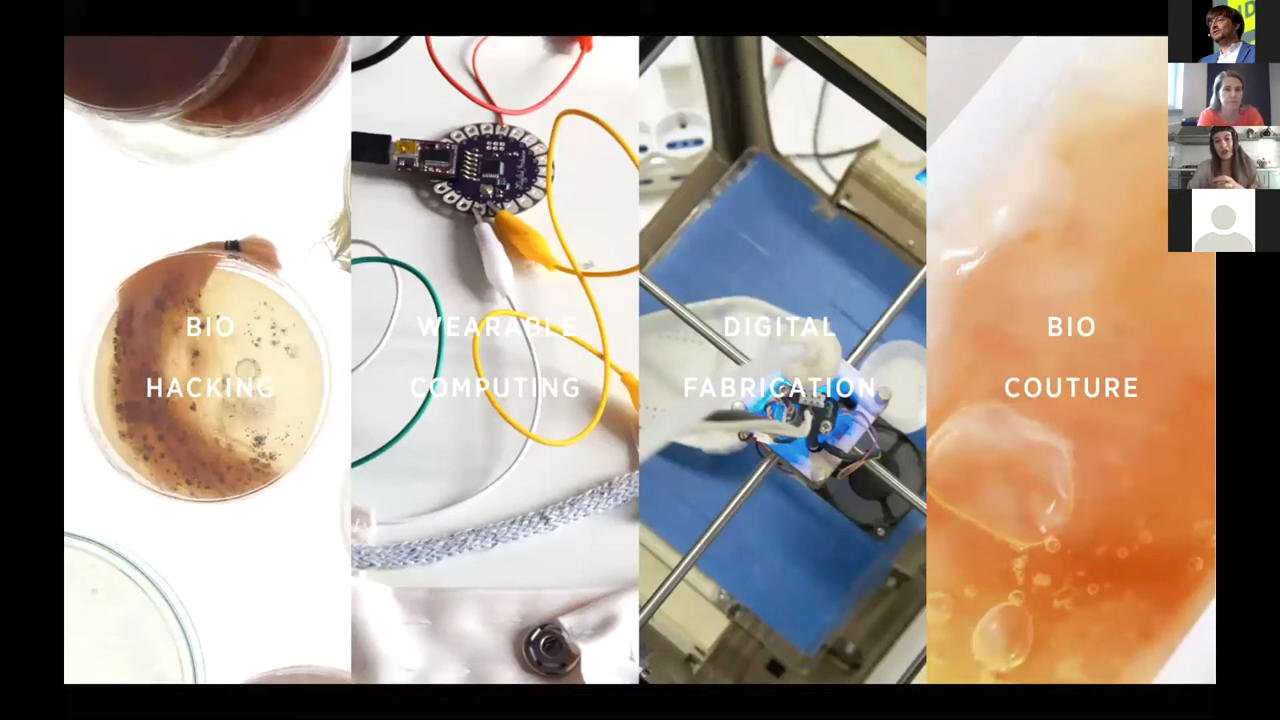 BIO
HACKING
WEARABLE
COMPUTING
DIGITAL
FABRICATION
BIO
COUTURE